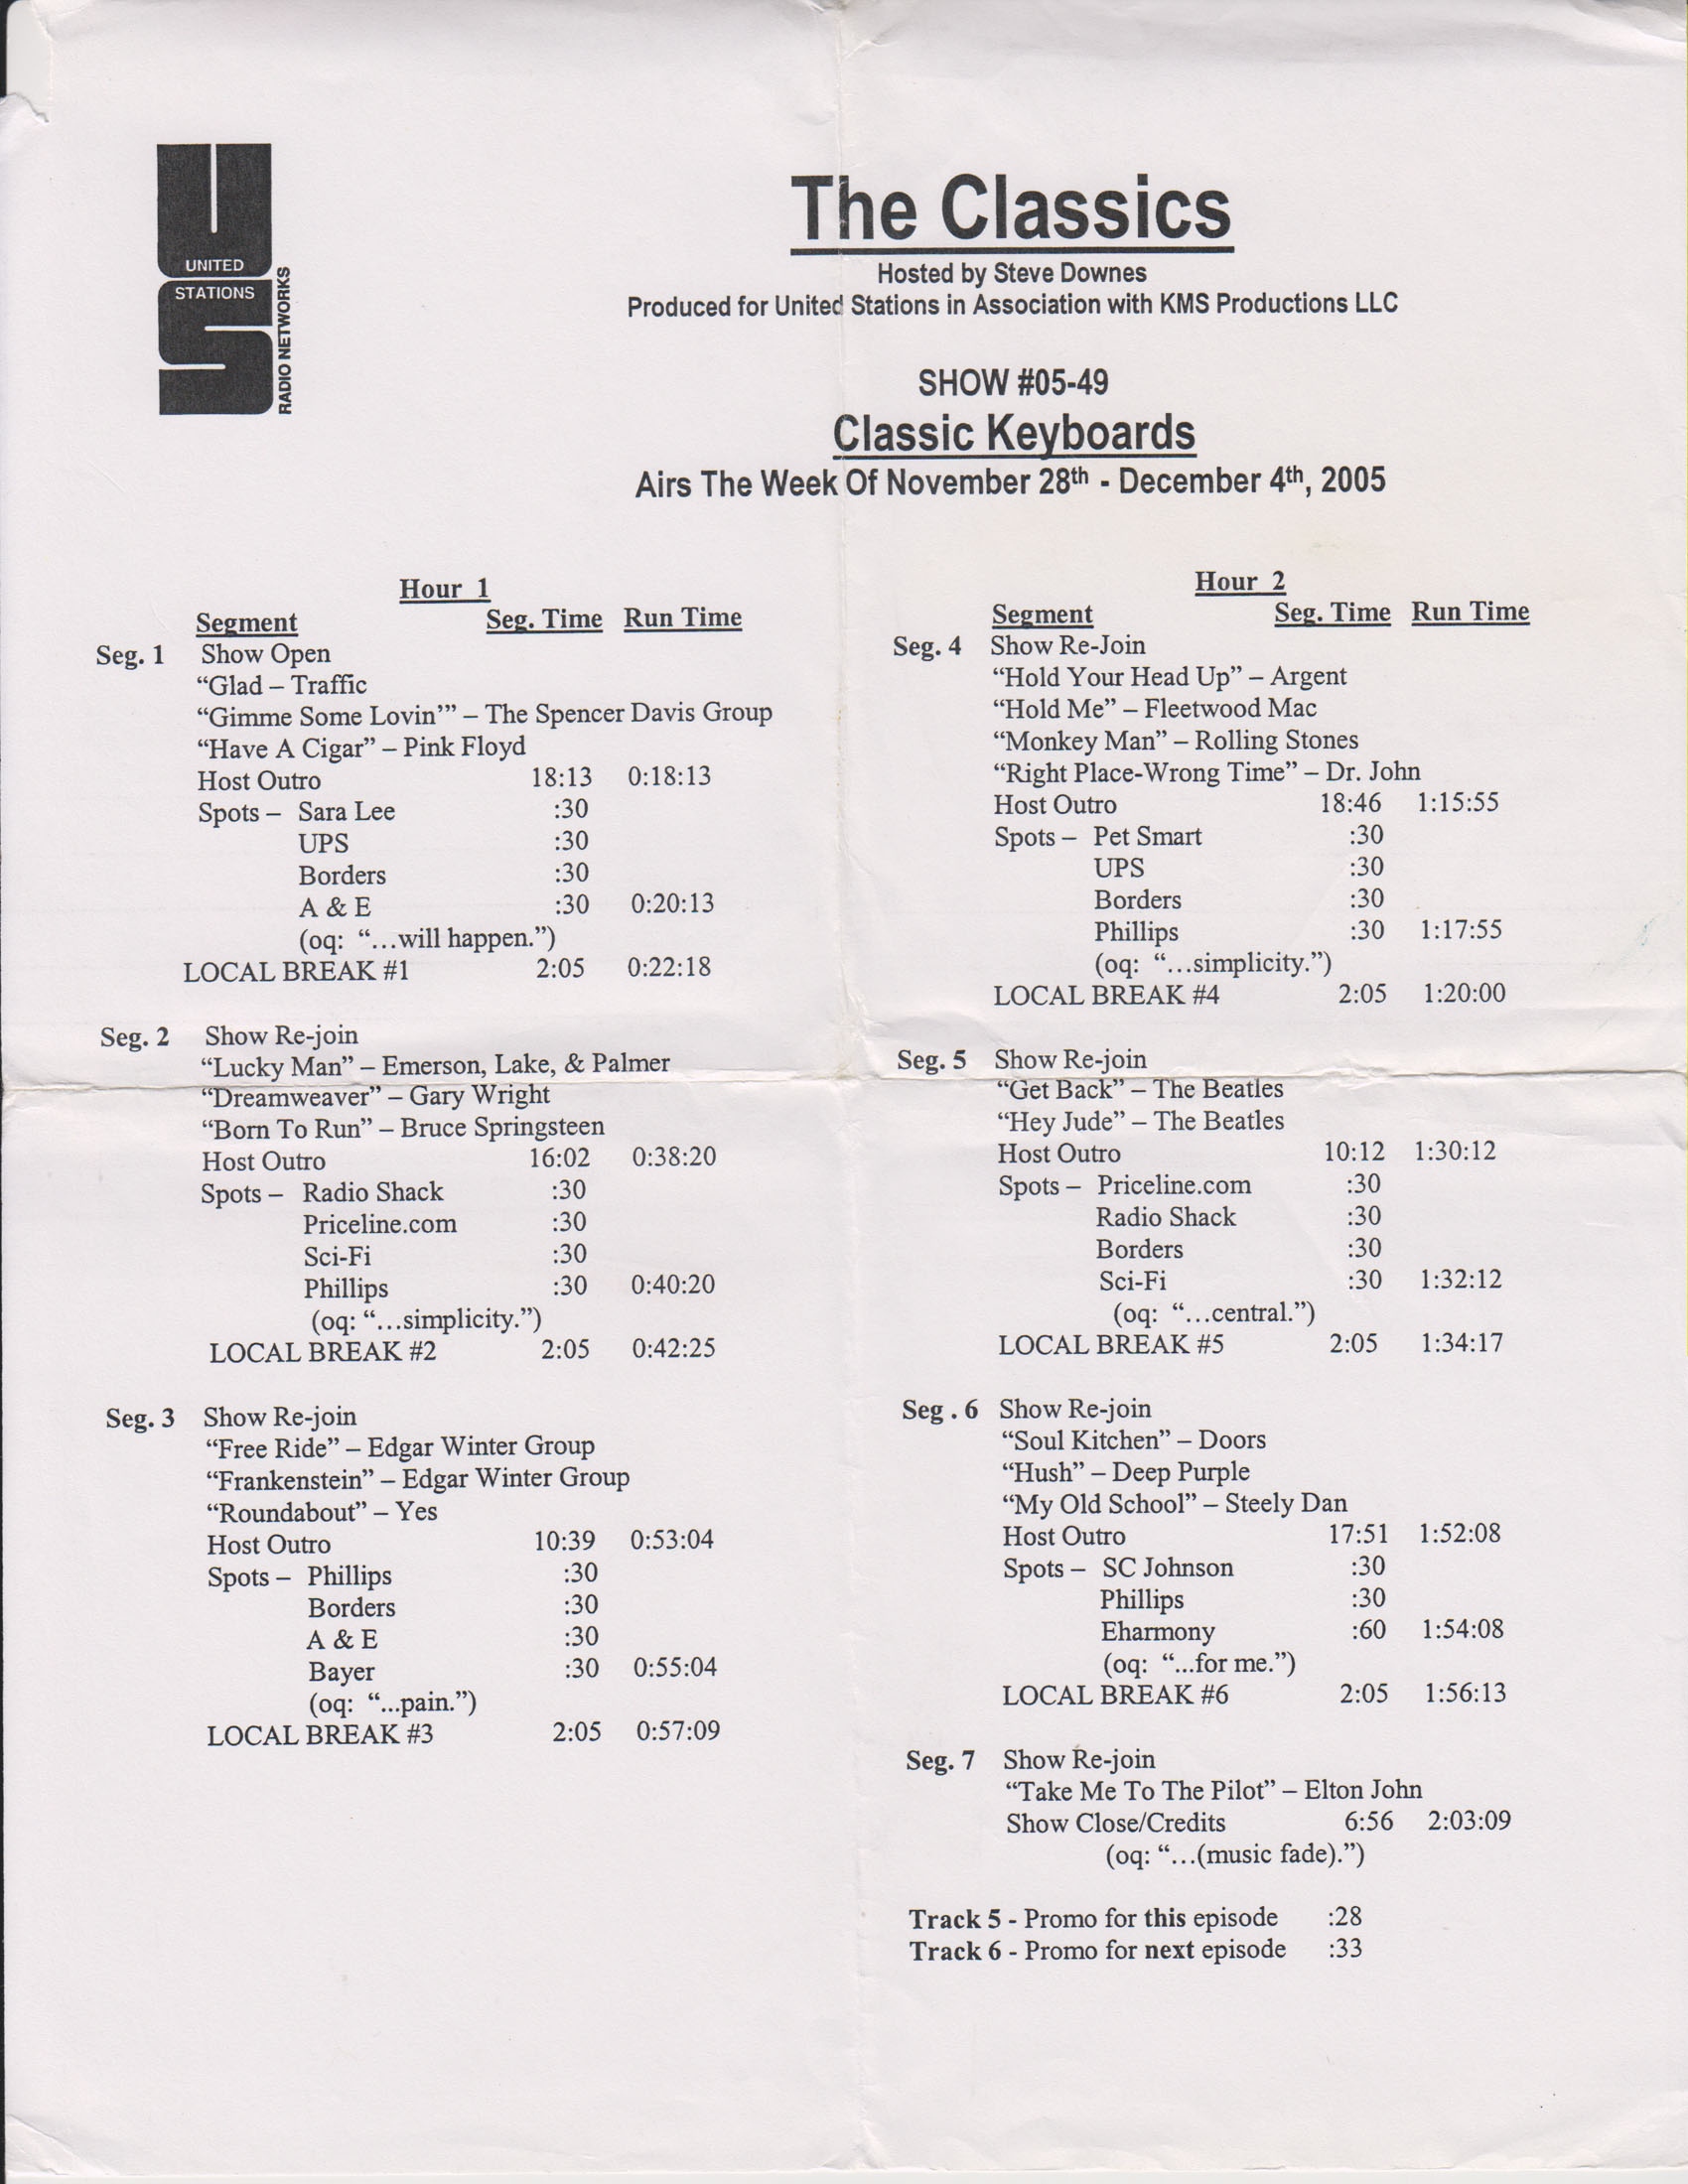 UNITED
STATIONS
RADIO NETWORKS
The Classics
Hosted by Steve Downes
Produced for United Stations in Association with KMS Productions LLC
SHOW #05-49
Classic Keyboards
Airs The Week Of November 28th - December 4th, 2005
Hour 1
Segment Seg. Time Run Time
Seg. 1 Show Open
“Glad – Traffic
“Gimme Some Lovin’” – The Spencer Davis Group
“Have A Cigar” – Pink Floyd
Host Outro 18:13 0:18:13
Spots – Sara Lee :30
UPS :30
Borders :30
A & E :30 0:20:13
(oq: “…will happen.”)
LOCAL BREAK #1 2:05 0:22:18
Seg. 2 Show Re-join
“Lucky Man” – Emerson, Lake, & Palmer
“Dreamweaver” – Gary Wright
“Born To Run” – Bruce Springsteen
Host Outro 16:02 0:38:20
Spots – Radio Shack :30
Priceline.com :30
Sci-Fi :30
Phillips :30 0:40:20
(oq: “…simplicity.”)
LOCAL BREAK #2 2:05 0:42:25
Seg. 3 Show Re-join
“Free Ride” – Edgar Winter Group
“Frankenstein” – Edgar Winter Group
“Roundabout” – Yes
Host Outro 10:39 0:53:04
Spots – Phillips :30
Borders :30
A & E :30
Bayer :30 0:55:04
(oq: “...pain.”)
LOCAL BREAK #3 2:05 0:57:09
Hour 2
Segment Seg. Time Run Time
Seg. 4 Show Re-Join
“Hold Your Head Up” – Argent
“Hold Me” – Fleetwood Mac
“Monkey Man” – Rolling Stones
“Right Place-Wrong Time” – Dr. John
Host Outro 18:46 1:15:55
Spots – Pet Smart :30
UPS :30
Borders :30
Phillips :30 1:17:55
(oq: “…simplicity.”)
LOCAL BREAK #4 2:05 1:20:00
Seg. 5 Show Re-join
“Get Back” – The Beatles
“Hey Jude” – The Beatles
Host Outro 10:12 1:30:12
Spots – Priceline.com :30
Radio Shack :30
Borders :30
Sci-Fi :30 1:32:12
(oq: “…central.”)
LOCAL BREAK #5 2:05 1:34:17
Seg . 6 Show Re-join
“Soul Kitchen” – Doors
“Hush” – Deep Purple
“My Old School” – Steely Dan
Host Outro 17:51 1:52:08
Spots – SC Johnson :30
Phillips :30
Eharmony :60 1:54:08
(oq: “...for me.”)
LOCAL BREAK #6 2:05 1:56:13
Seg. 7 Show Re-join
“Take Me To The Pilot” – Elton John
Show Close/Credits 6:56 2:03:09
(oq: “…(music fade).”)
Track 5 - Promo for this episode :28
Track 6 - Promo for next episode :33